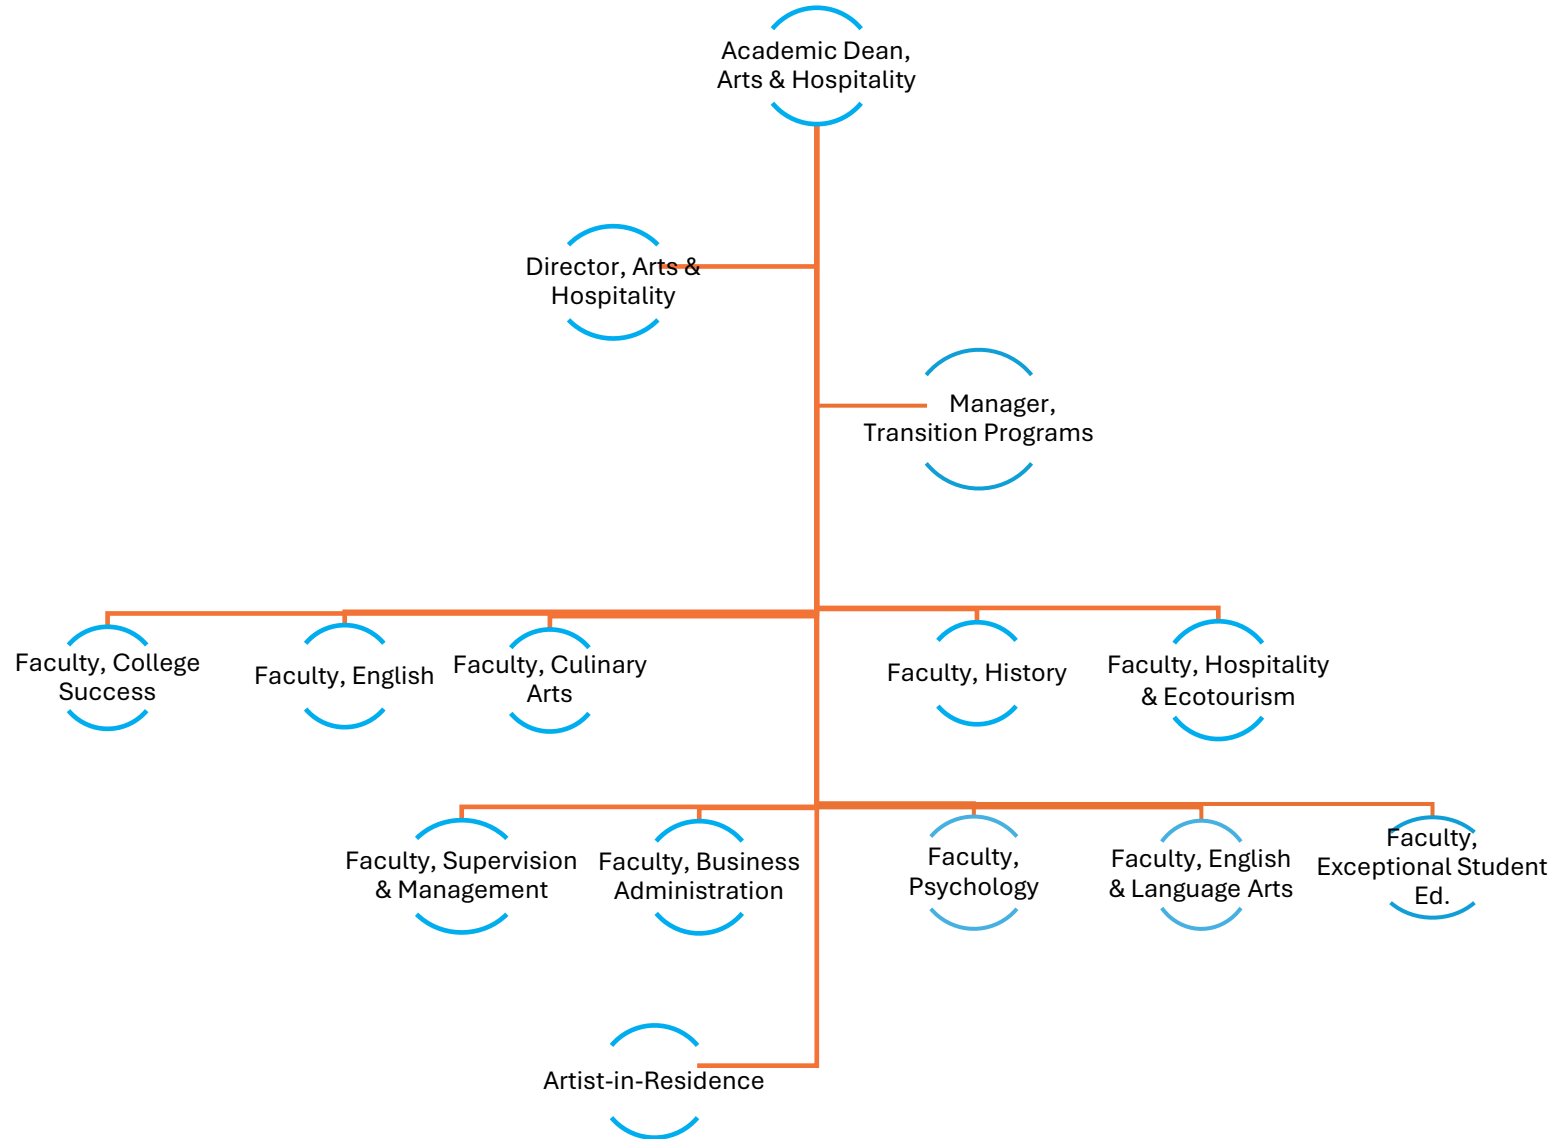 Academic Dean,
Arts & Hospitality
Director, Arts &
Hospitality
Manager,
Transition Programs
Faculty, College
Success
Faculty, English
Faculty, Culinary
Arts
Faculty, History
Faculty, Hospitality
& Ecotourism
Faculty, Supervision
& Management
Faculty, Business
Administration
Faculty,
Psychology
Faculty, English
& Language Arts
Faculty,
Exceptional Student
Ed.
Artist-in-Residence